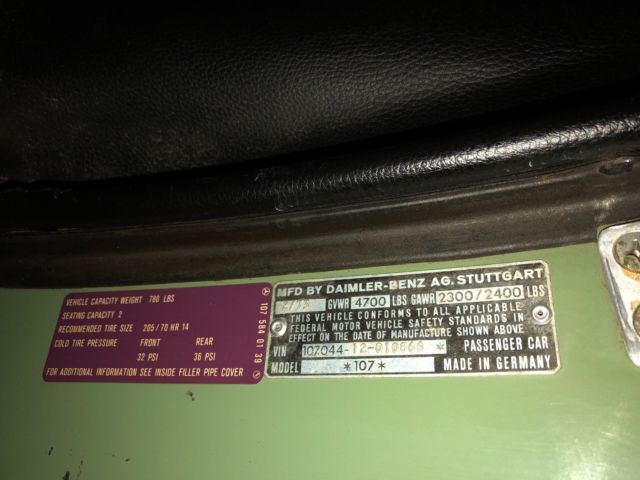 VEHICLE CAPACITY WEIGHT 780 LBS
SEATING CAPACITY 2
RECOMMENDED TIRE SIZE 205/70 HR 14
COLD TIRE PRESSURE FRONT REAR
32 PSI 36 PSI
FOR ADDITIONAL INFORMATION SEE INSIDE FILLER PIPE COVER
107 584 01 39
MFD BY DAIMLER-BENZ AG. STUTTGART
GVWR 4700 LBS GAWR 2300/2400 LBS
THIS VEHICLE CONFORMS TO ALL APPLICABLE
FEDERAL MOTOR VEHICLE SAFETY STANDARDS IN
EFFECT ON THE DATE OF MANUFACTURE SHOWN ABOVE
VIN 107.044-12-010666 * PASSENGER CAR
MODEL *107* MADE IN GERMANY